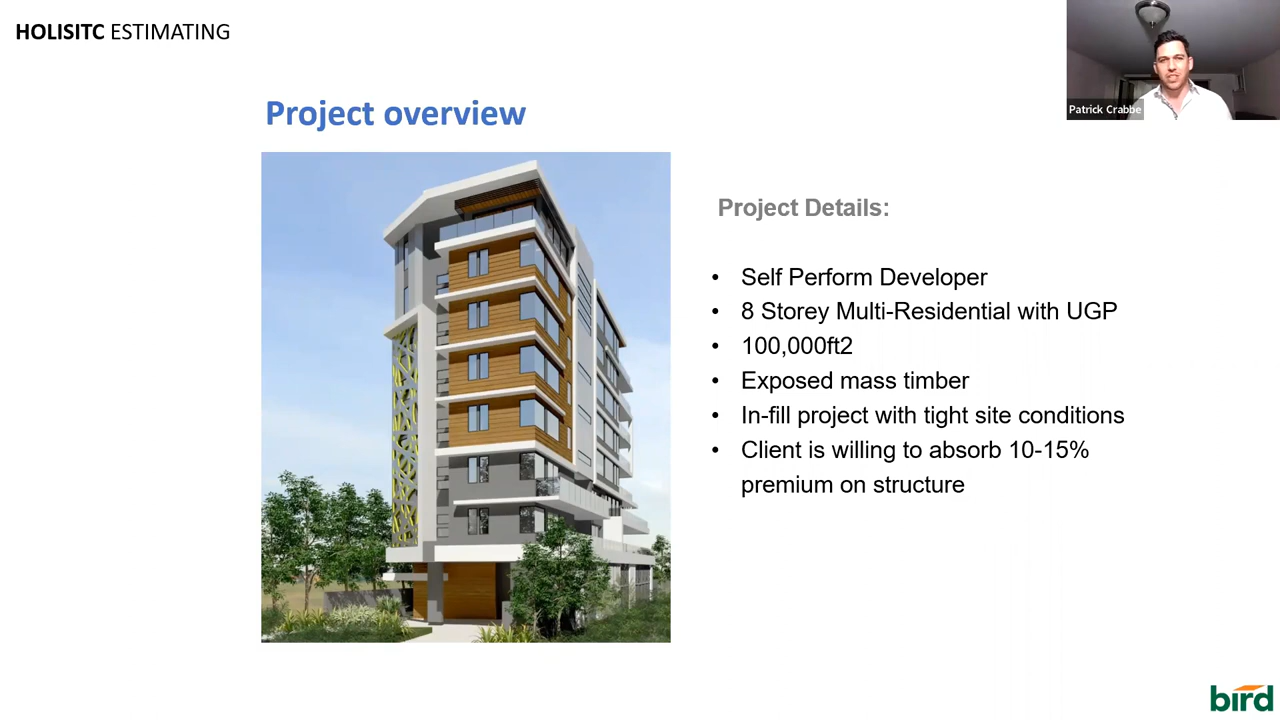 HOLISITC ESTIMATING
Patrick Crabbe
Project overview
Project Details:
• Self Perform Developer
• 8 Storey Multi-Residential with UGP
• 100,000ft2
• Exposed mass timber
• In-fill project with tight site conditions
• Client is willing to absorb 10-15%
premium on structure
bird